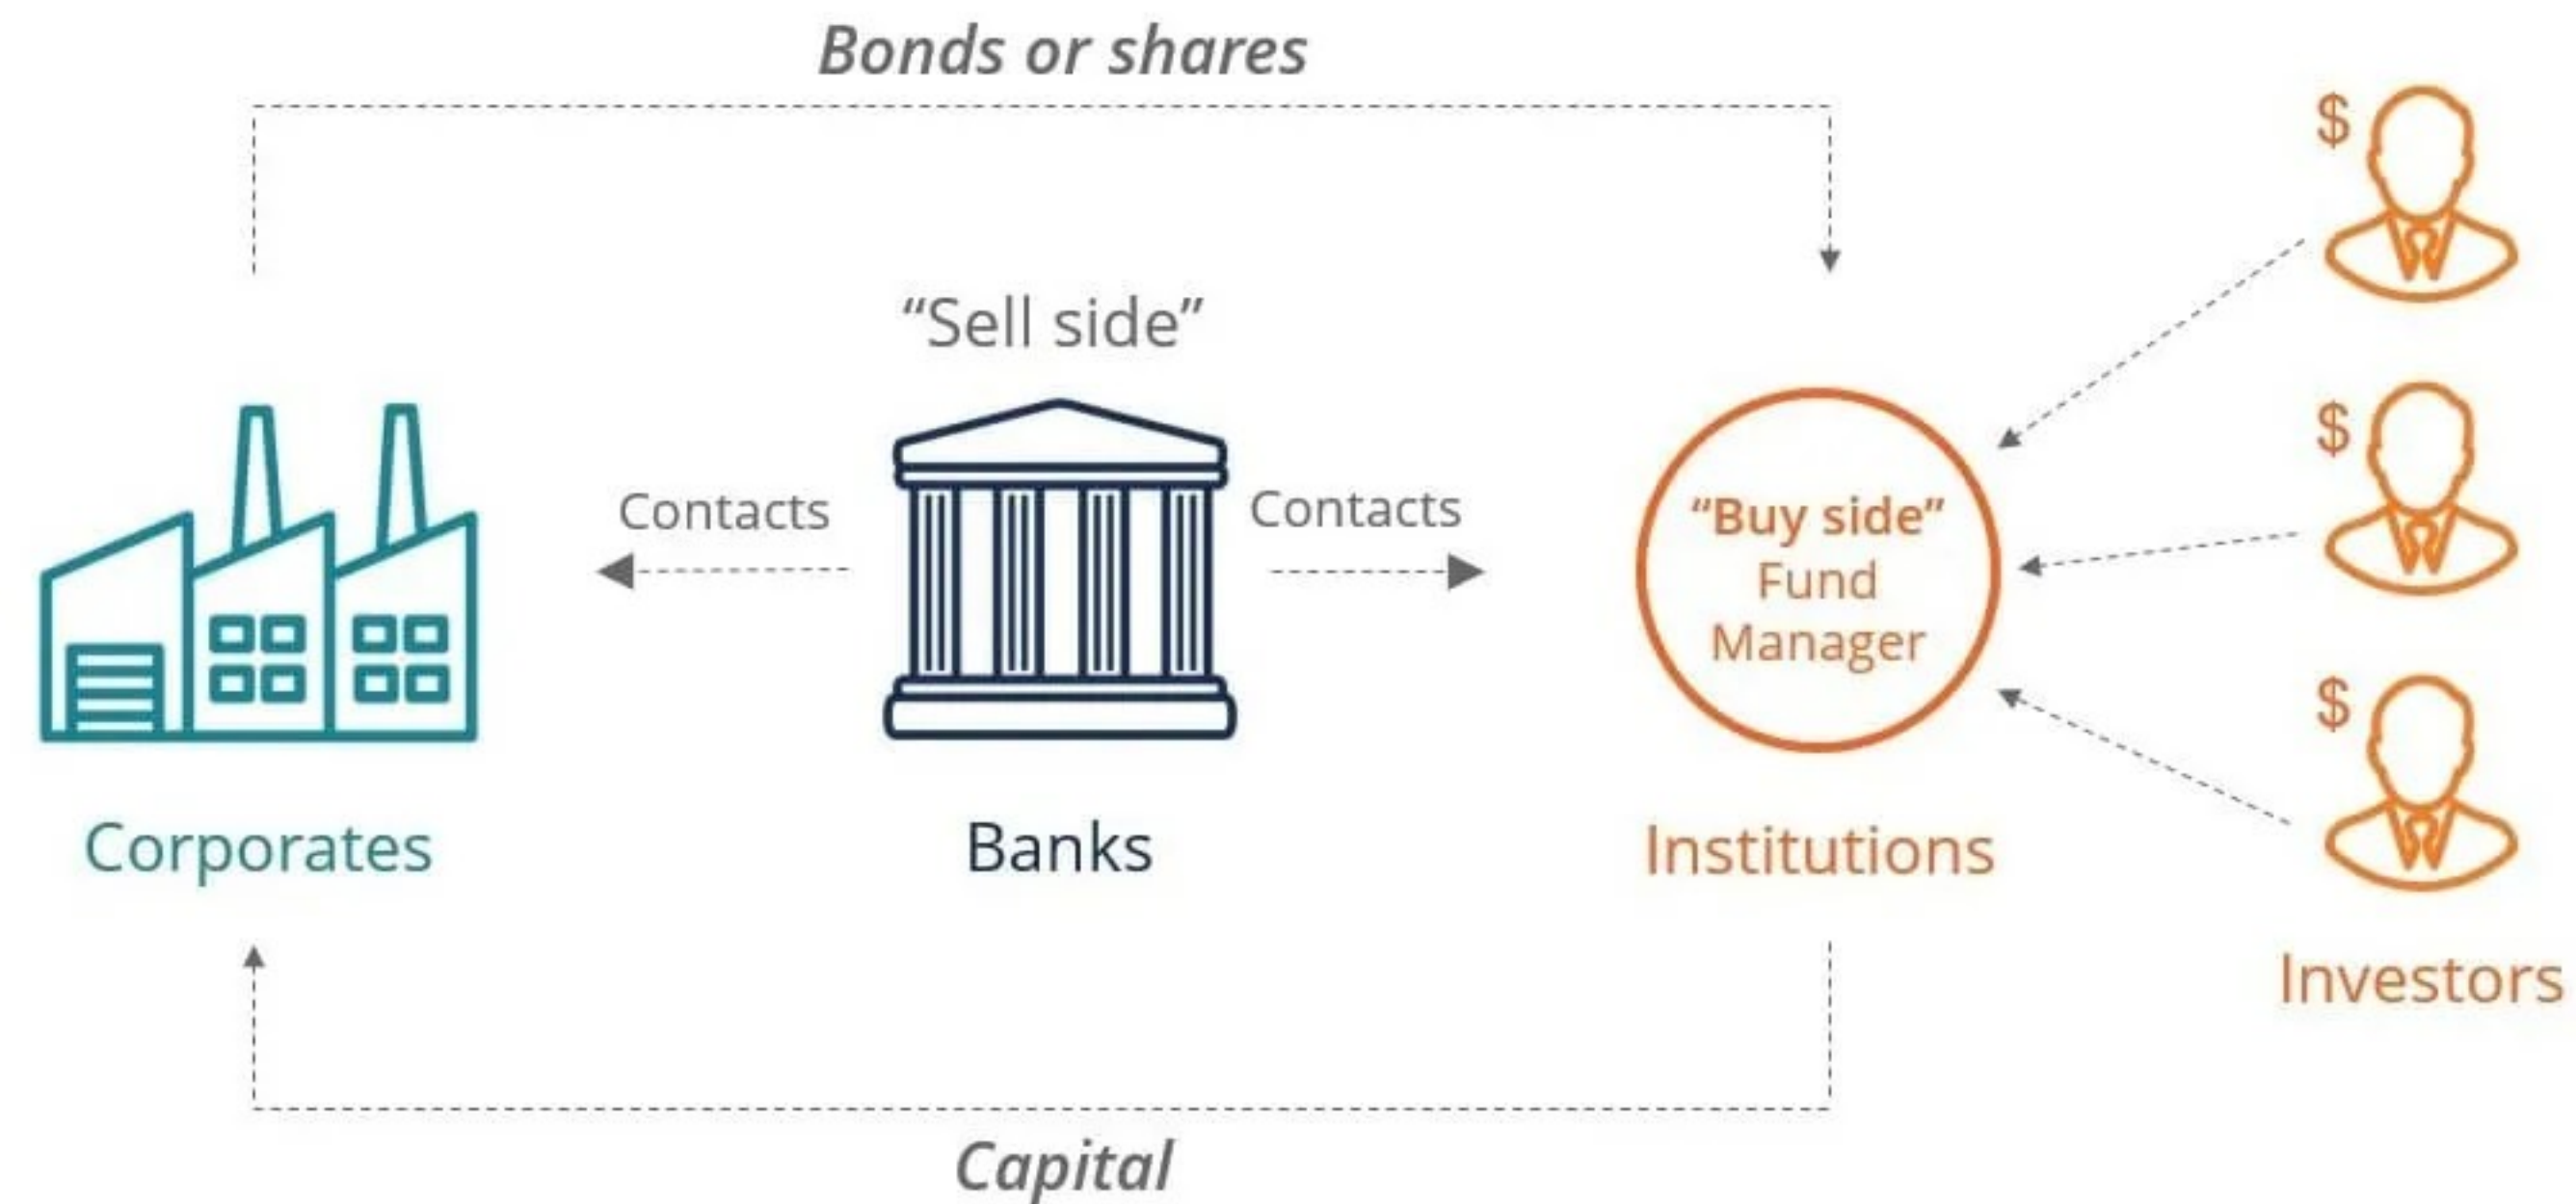 Bonds or shares
$
“Sell side”
$
Contacts
Contacts
“Buy side”
Fund
Manager
$
Corporates
Banks
Institutions
Investors
Capital